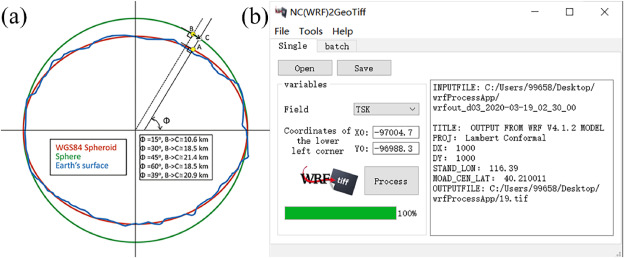 (a)
B
C
A
Φ
WGS84 Spheroid
Sphere
Earth's surface
Φ=15°, B->C=10.6 km
Φ=30°, B->C=18.5 km
Φ=45°, B->C=21.4 km
Φ=60°, B->C=18.5 km
Φ=39°, B->C=20.9 km
(b)
NC(WRF)2GeoTiff
File Tools Help
Single batch
Open Save
variables
Field TSK
Coordinates of the lower left corner
X0: -97004.7
Y0: -96988.3
WRF tiff
Process
100%
INPUTFILE: C:/Users/99658/Desktop/
wrfProcessApp/
wrfout_d03_2020-03-19_02_30_00
TITLE: OUTPUT FROM WRF V4.1.2 MODEL
PROJ: Lambert Conformal
DX: 1000
DY: 1000
STAND_LON: 116.39
MOAD_CEN_LAT: 40.210011
OUTPUTFILE: C:/Users/99658/Desktop/
wrfProcessApp/19.tif